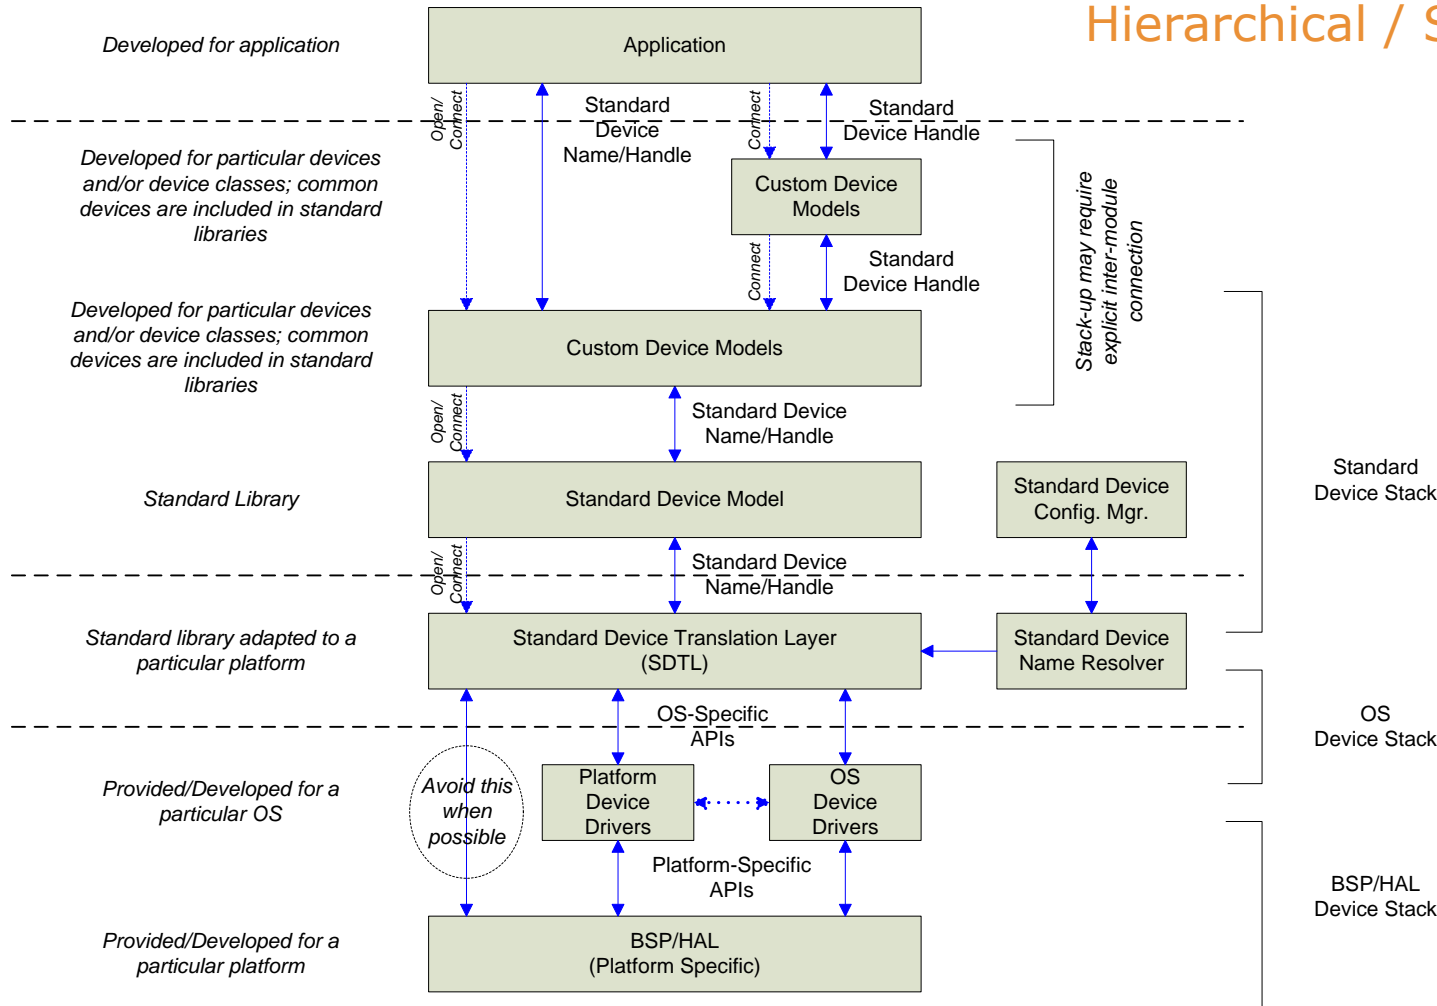 Hierarchical / S
Developed for application
Application
Open/
Connect
Standard
Device
Name/Handle
Connect
Standard
Device Handle
Developed for particular devices
and/or device classes; common
devices are included in standard
libraries
Custom Device
Models
Stack-up may require
explicit inter-module
connection
Connect
Standard
Device Handle
Developed for particular devices
and/or device classes; common
devices are included in standard
libraries
Custom Device Models
Open/
Connect
Standard Device
Name/Handle
Standard Library
Standard Device Model
Standard Device
Config. Mgr.
Standard
Device Stack
Open/
Connect
Standard Device
Name/Handle
Standard library adapted to a
particular platform
Standard Device Translation Layer
(SDTL)
Standard Device
Name Resolver
OS-Specific
APIs
OS
Device Stack
Provided/Developed for a
particular OS
Avoid this
when
possible
Platform
Device
Drivers
OS
Device
Drivers
Platform-Specific
APIs
BSP/HAL
Device Stack
Provided/Developed for a
particular platform
BSP/HAL
(Platform Specific)